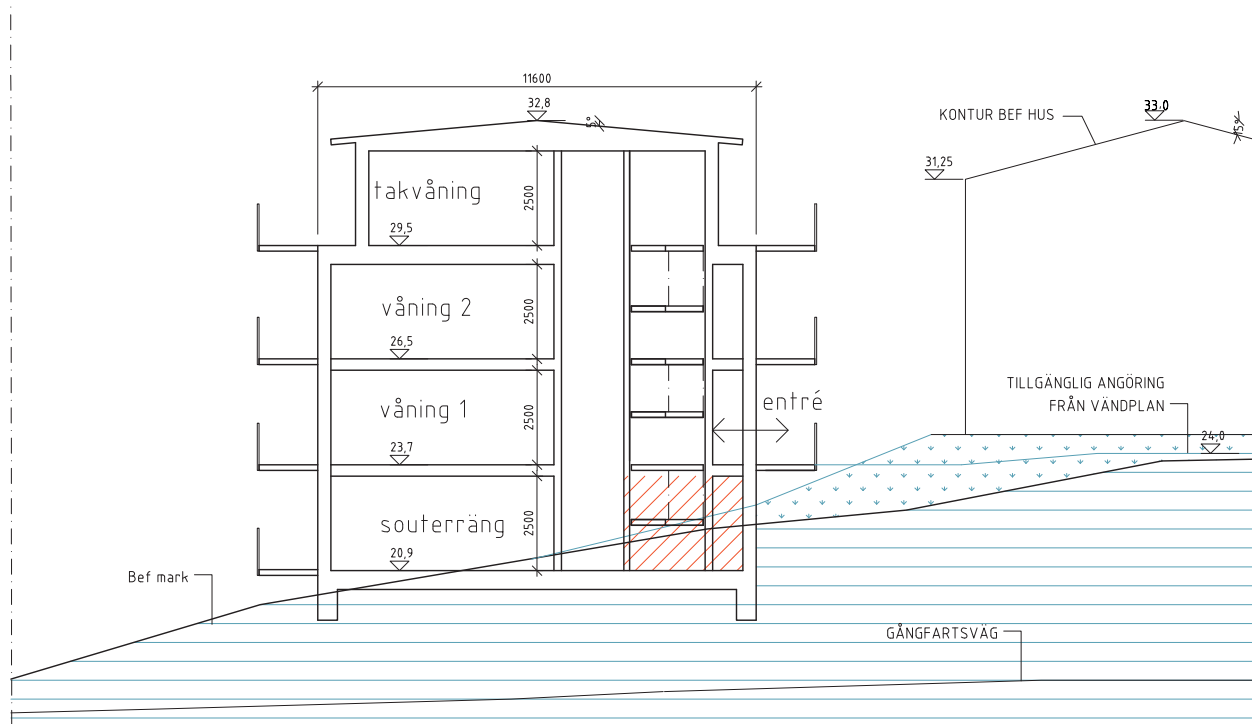 11600
32,8
5°
KONTUR BEF HUS
33.0
31,25
takvåning
2500
29,5
våning 2
2500
26,5
TILLGÄNGLIG ANGÖRING
FRÅN VÄNDPLAN
våning 1
2500
entré
24,0
23,7
souterräng
2500
20,9
Bef mark
GÅNGFARTSVÄG